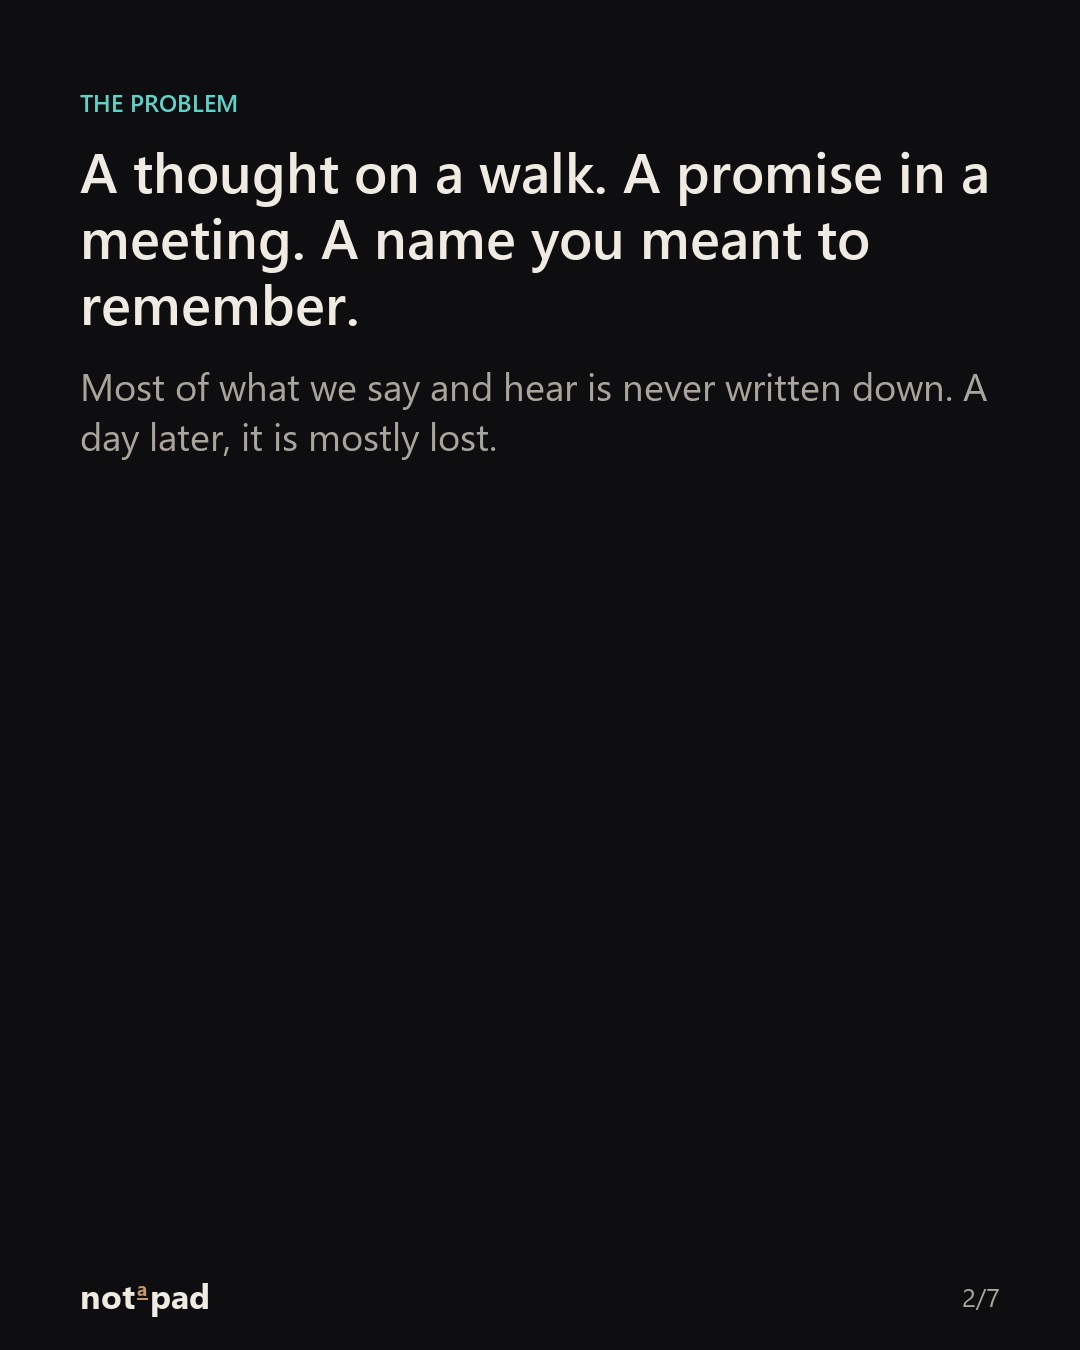 THE PROBLEM
A thought on a walk. A promise in a
meeting. A name you meant to
remember.
Most of what we say and hear is never written down. A
day later, it is mostly lost.
notªpad
2/7